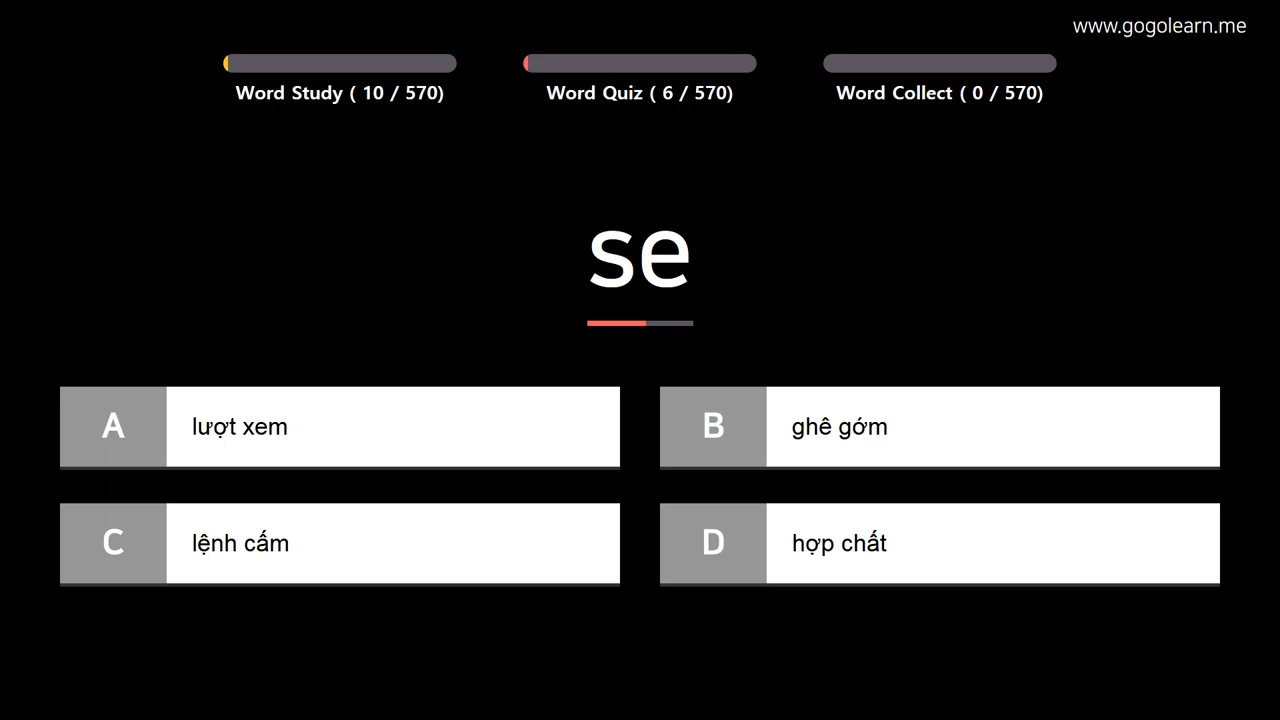 www.gogolearn.me
Word Study ( 10 / 570)
Word Quiz ( 6 / 570)
Word Collect ( 0 / 570)
se
A lượt xem
B ghê gớm
C lệnh cấm
D hợp chất